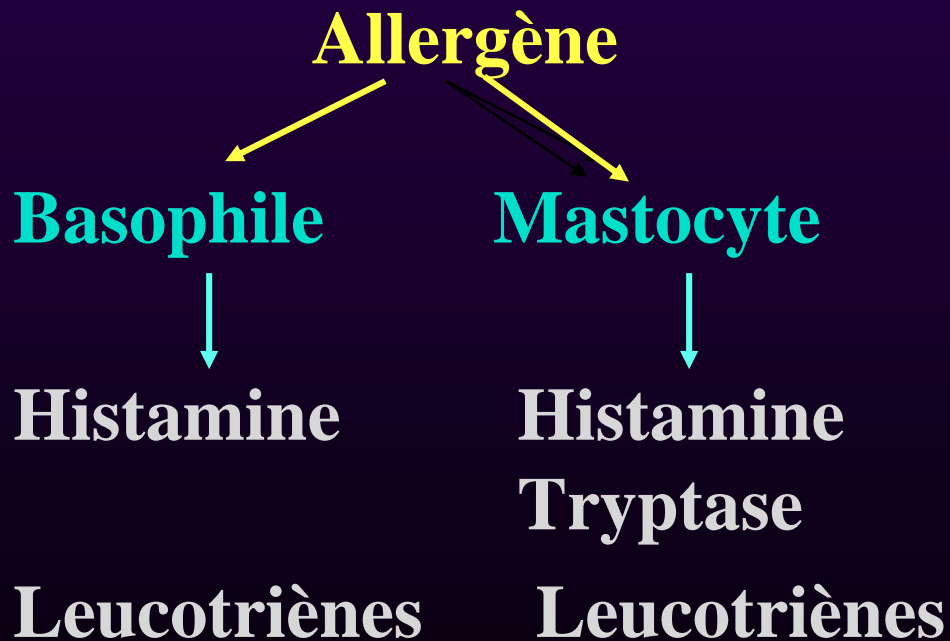 Allergène
Basophile Mastocyte
Histamine Histamine
Tryptase
Leucotriènes Leucotriènes